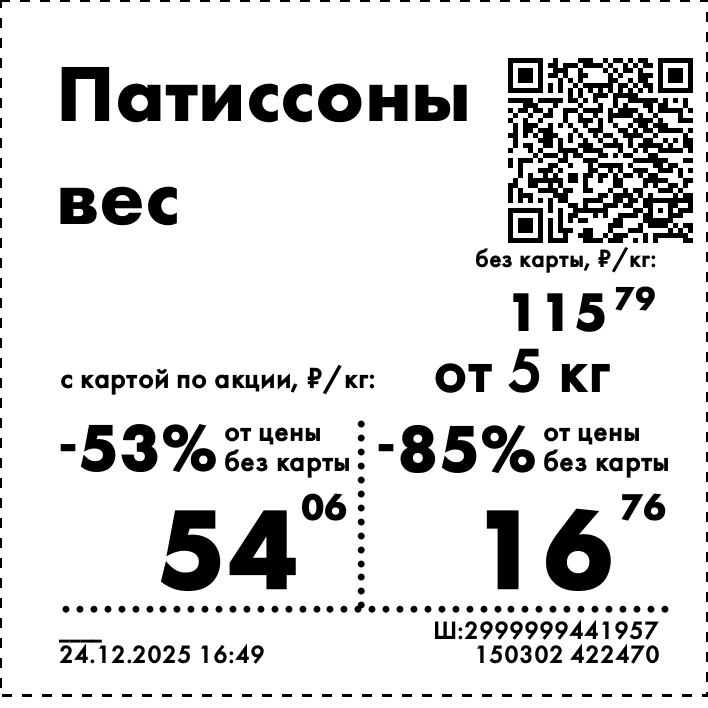 Патиссоны
вес
без карты, ₽/кг:
115 79
с картой по акции, ₽/кг:
от 5 кг
-53% от цены без карты
54 06
-85% от цены без карты
16 76
____
24.12.2025 16:49
Ш:2999999441957
150302 422470